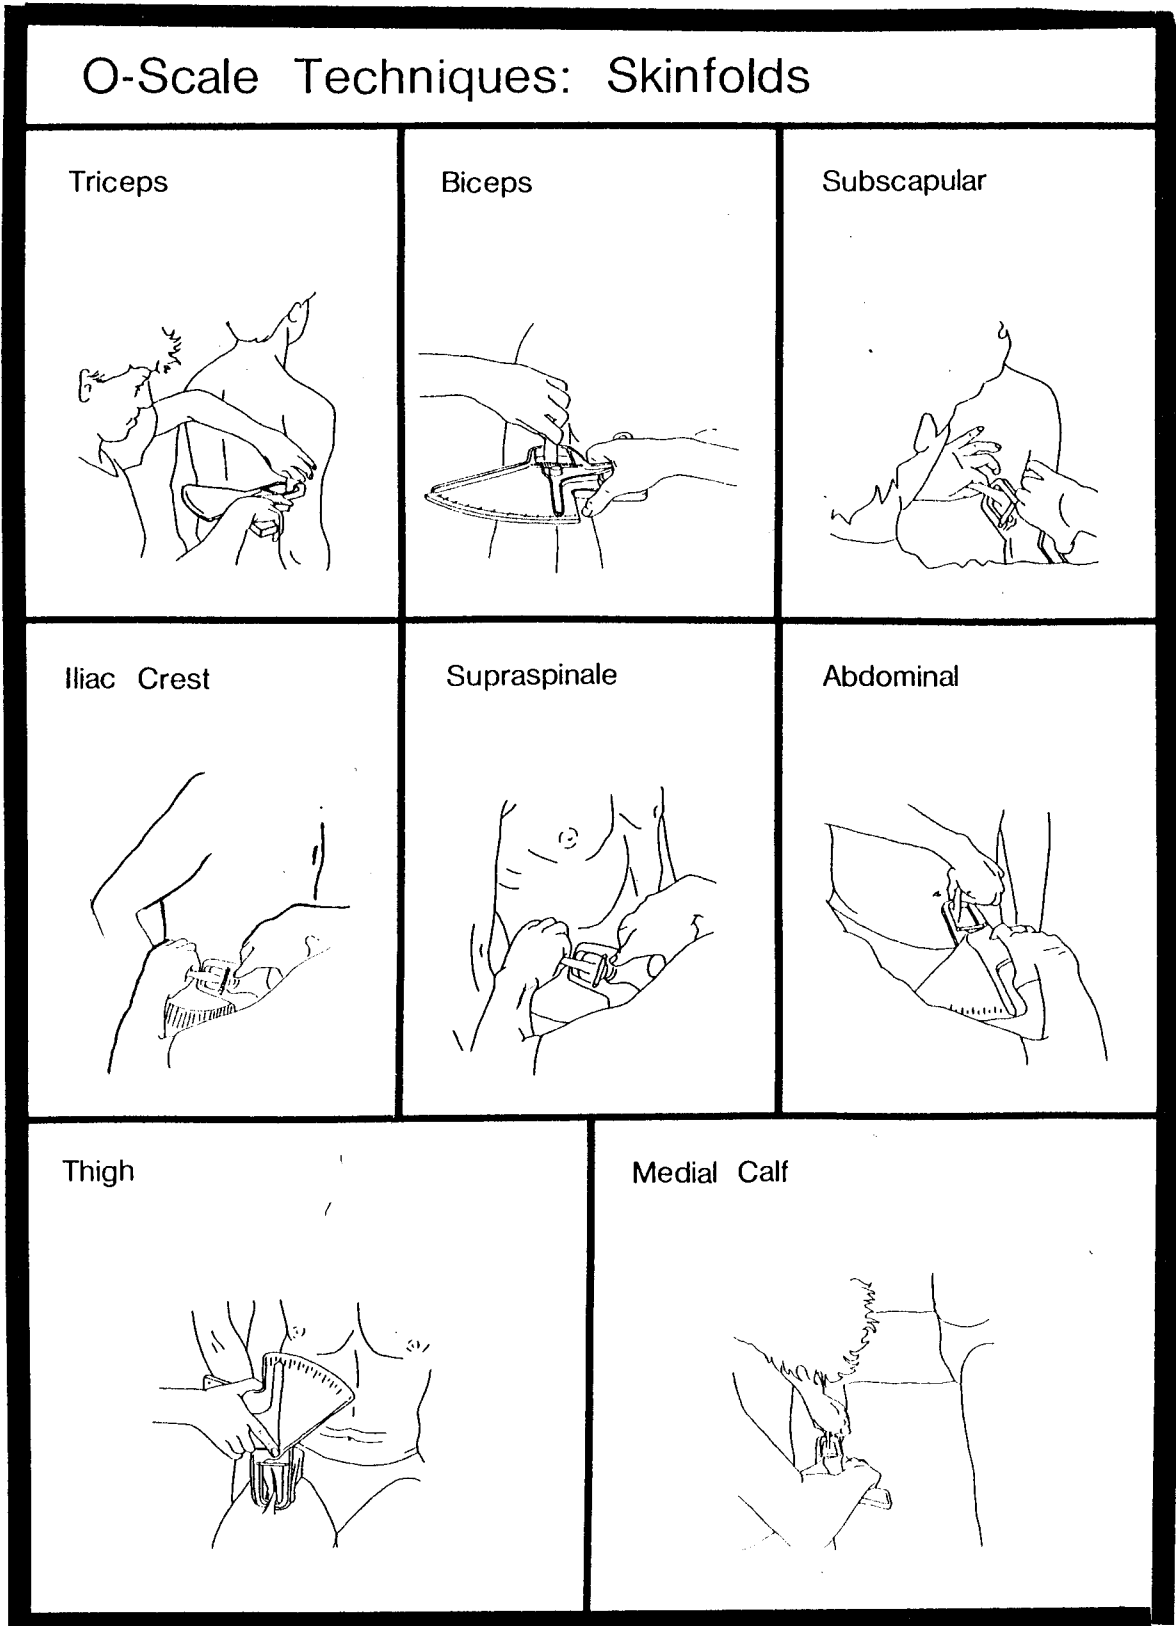 O-Scale Techniques: Skinfolds
Triceps
Biceps
Subscapular
Iliac Crest
Supraspinale
Abdominal
Thigh
Medial Calf